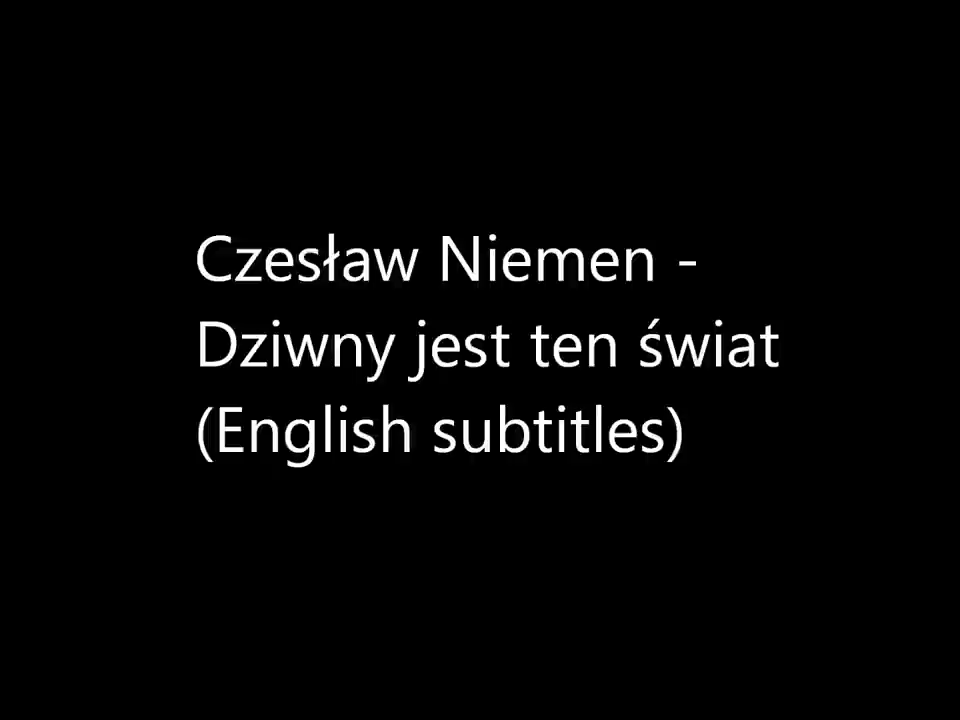 Czesław Niemen -
Dziwny jest ten świat
(English subtitles)